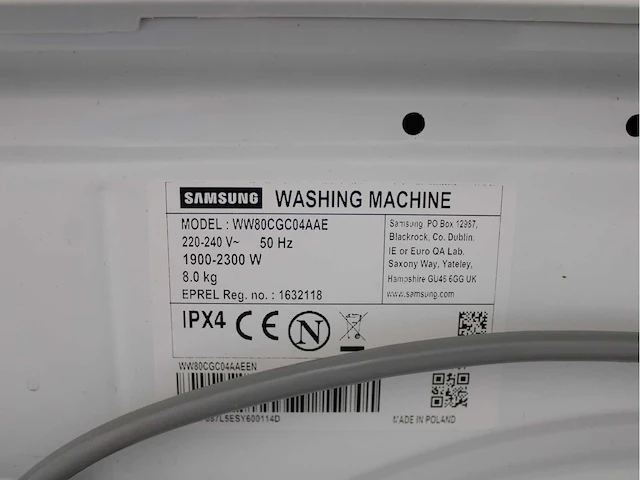 SAMSUNG WASHING MACHINE
MODEL : WW80CGC04AAE
220-240 V~ 50 Hz
1900-2300 W
8.0 kg
EPREL Reg. no. : 1632118
Samsung PO Box 12987,
Blackrock, Co. Dublin.
IE or Euro QA Lab.
Saxony Way, Yateley,
Hampshire GU46 6GG UK
www.samsung.com
IPX4 CE N
WW80CGC04AAEEN
MADE IN POLAND